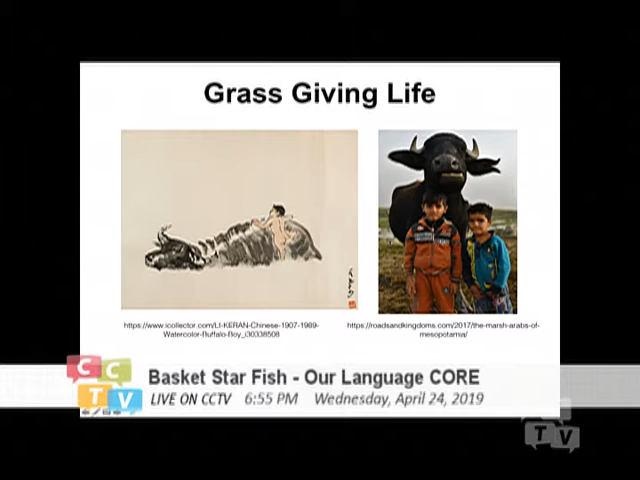 Grass Giving Life
https://www.icollector.com/LI-KERAN-Chinese-1907-1989-
Watercolor-Buffalo-Boy_i30338508
https://roadsandkingdoms.com/2017/the-marsh-arabs-of-
mesopotamia/
CC
TV
Basket Star Fish - Our Language CORE
LIVE ON CCTV 6:55 PM Wednesday, April 24, 2019
TV